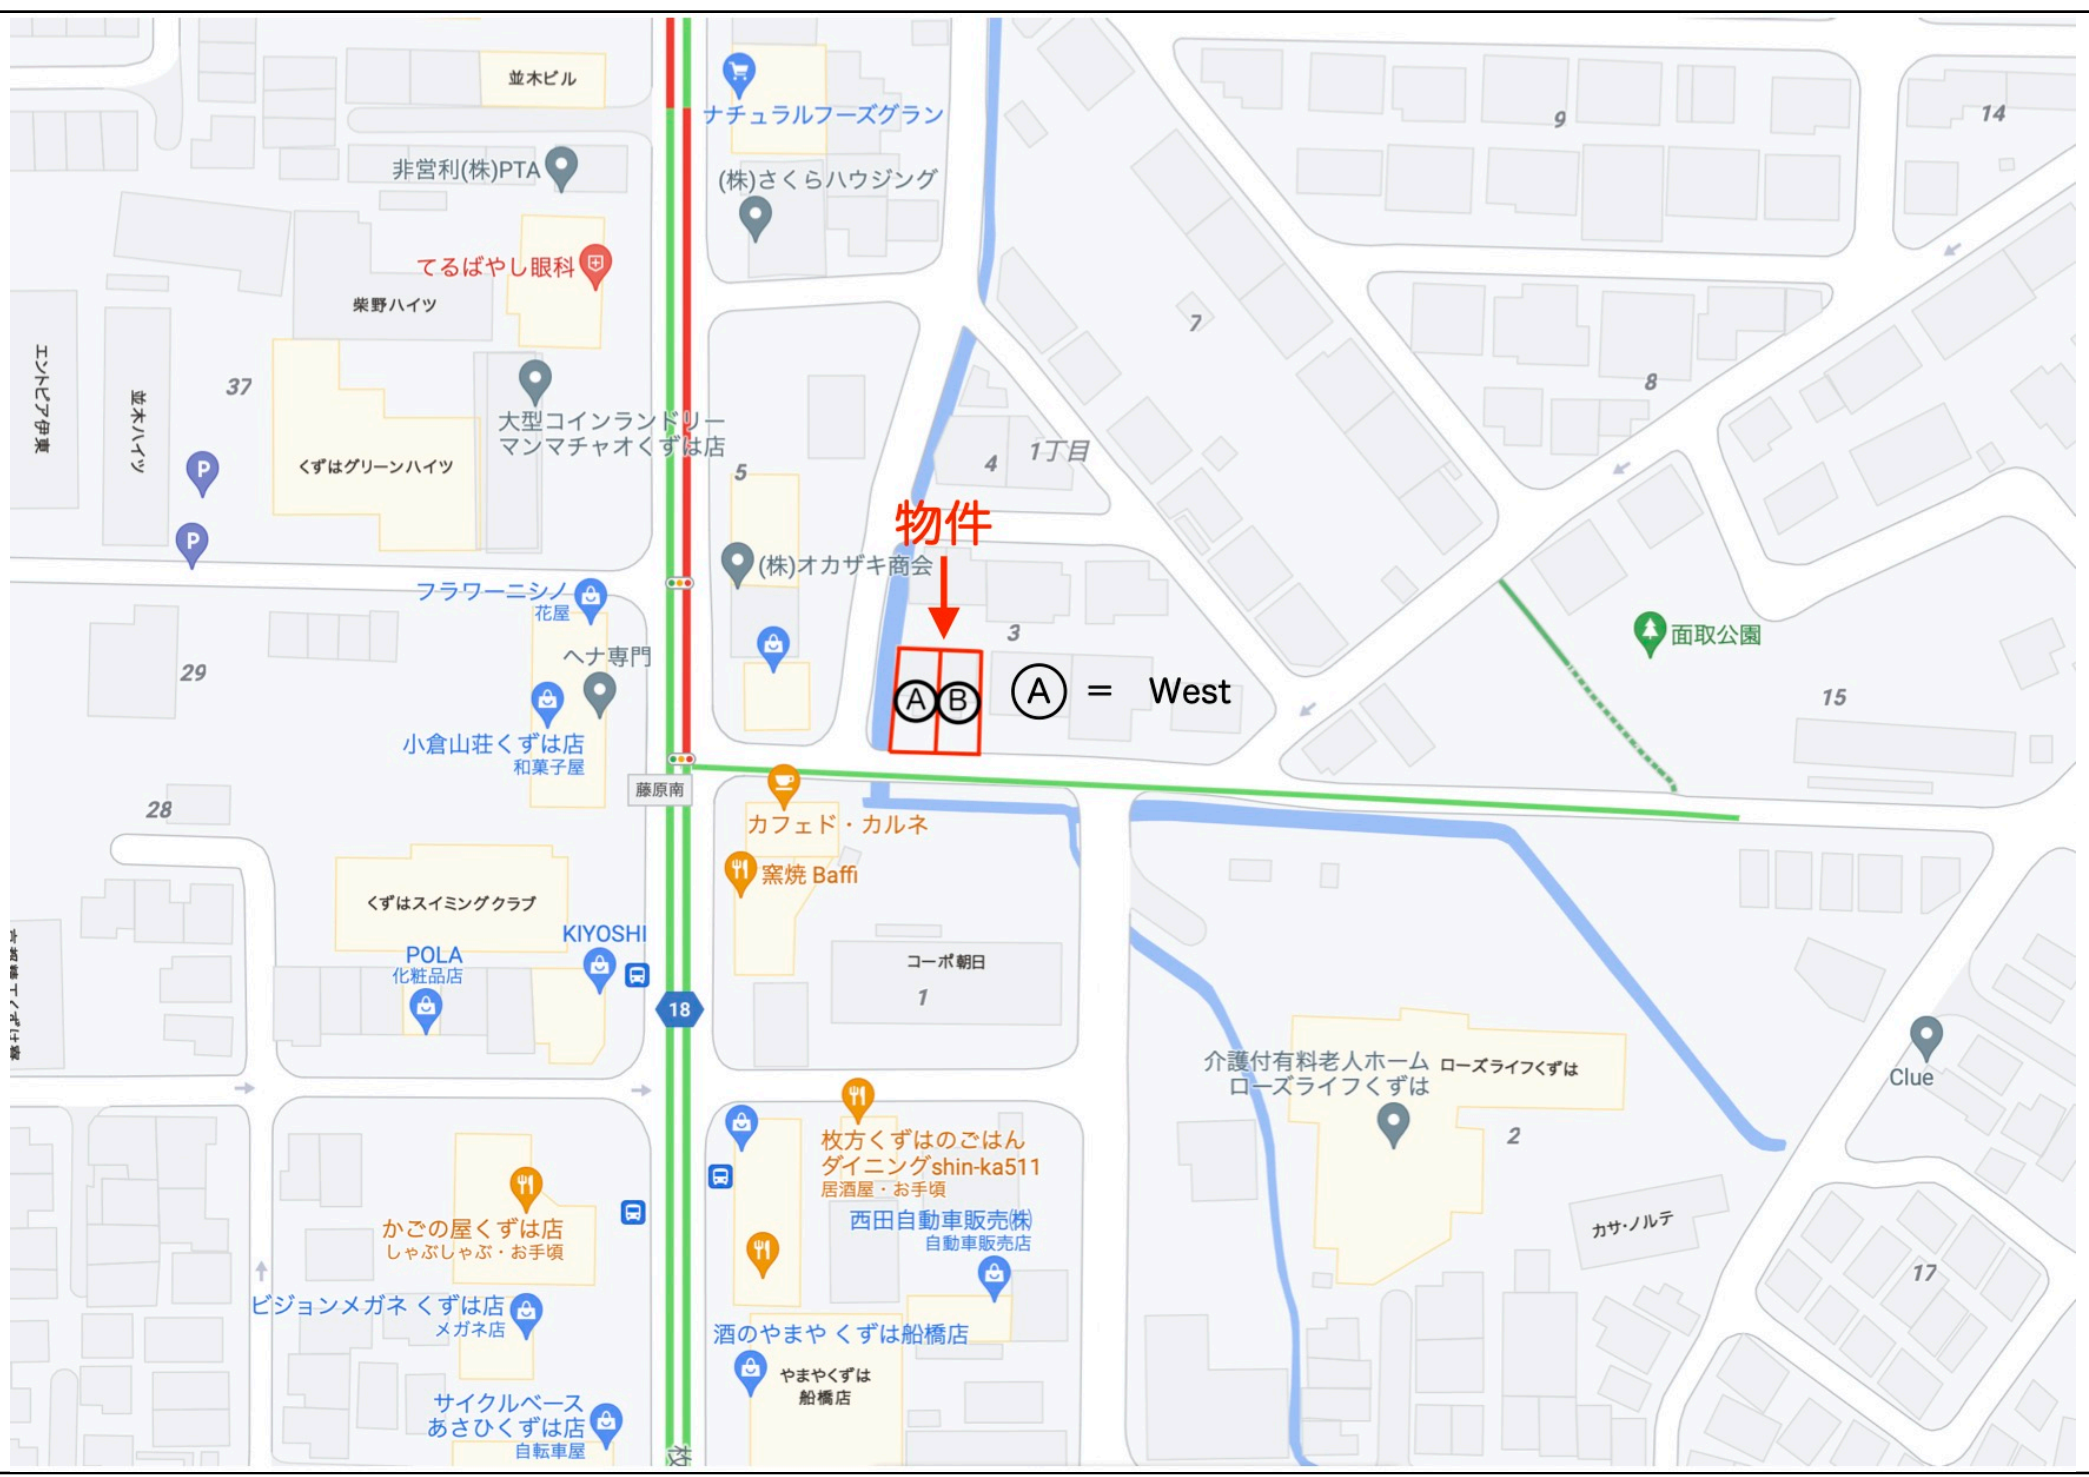 並木ビル
ナチュラルフーズグラン
9
14
非営利(株)PTA
(株)さくらハウジング
てるばやし眼科
柴野ハイツ
7
エントピア伊東
並木ハイツ
37
8
大型コインランドリー
マンマチャオくずは店
くずはグリーンハイツ
P
5
4
1丁目
物件
P
(株)オカザキ商会
フラワーニシノ
花屋
3
面取公園
ヘナ専門
29
A
B
A = West
15
小倉山荘くずは店
和菓子屋
藤原南
28
カフェド・カルネ
窯焼 Baffi
くずはスイミングクラブ
KIYOSHI
POLA
化粧品店
コーポ朝日
1
18
介護付有料老人ホーム
ローズライフくずは
ローズライフくずは
Clue
枚方くずはのごはん
ダイニングshin-ka511
居酒屋・お手頃
2
西田自動車販売㈱
自動車販売店
かごの屋くずは店
しゃぶしゃぶ・お手頃
カサ・ノルテ
17
ビジョンメガネ くずは店
メガネ店
酒のやまや くずは船橋店
やまやくずは
船橋店
サイクルベース
あさひくずは店
自転車屋